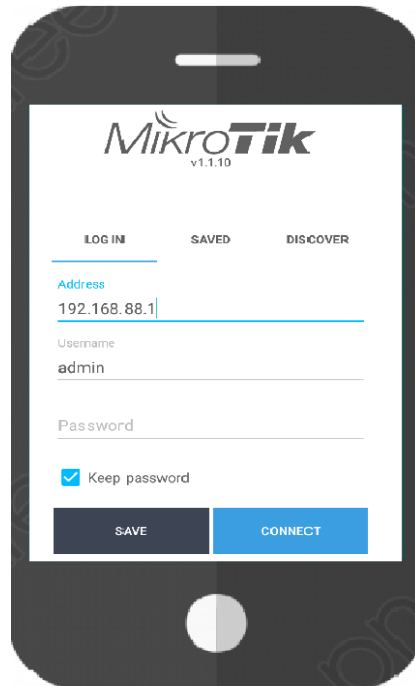 MikroTik
v1.1.10
LOG IN SAVED DISCOVER
Address
192.168.88.1
Username
admin
Password
Keep password
SAVE CONNECT